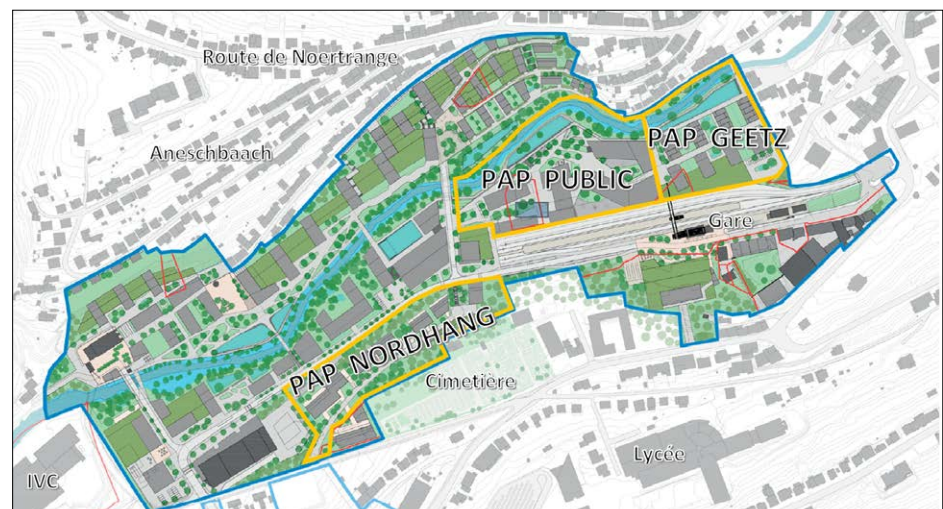 Route de Noertrange
Aneschbaach
PAP GEETZ
PAP PUBLIC
Gare
PAP NORDHANG
Cimetière
Lycée
IVC